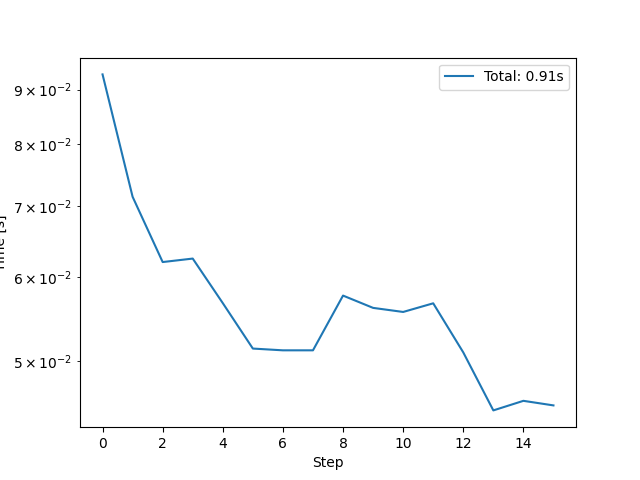 Total: 0.91s
9 × 10⁻²
8 × 10⁻²
7 × 10⁻²
6 × 10⁻²
5 × 10⁻²
Time [s]
0 2 4 6 8 10 12 14
Step